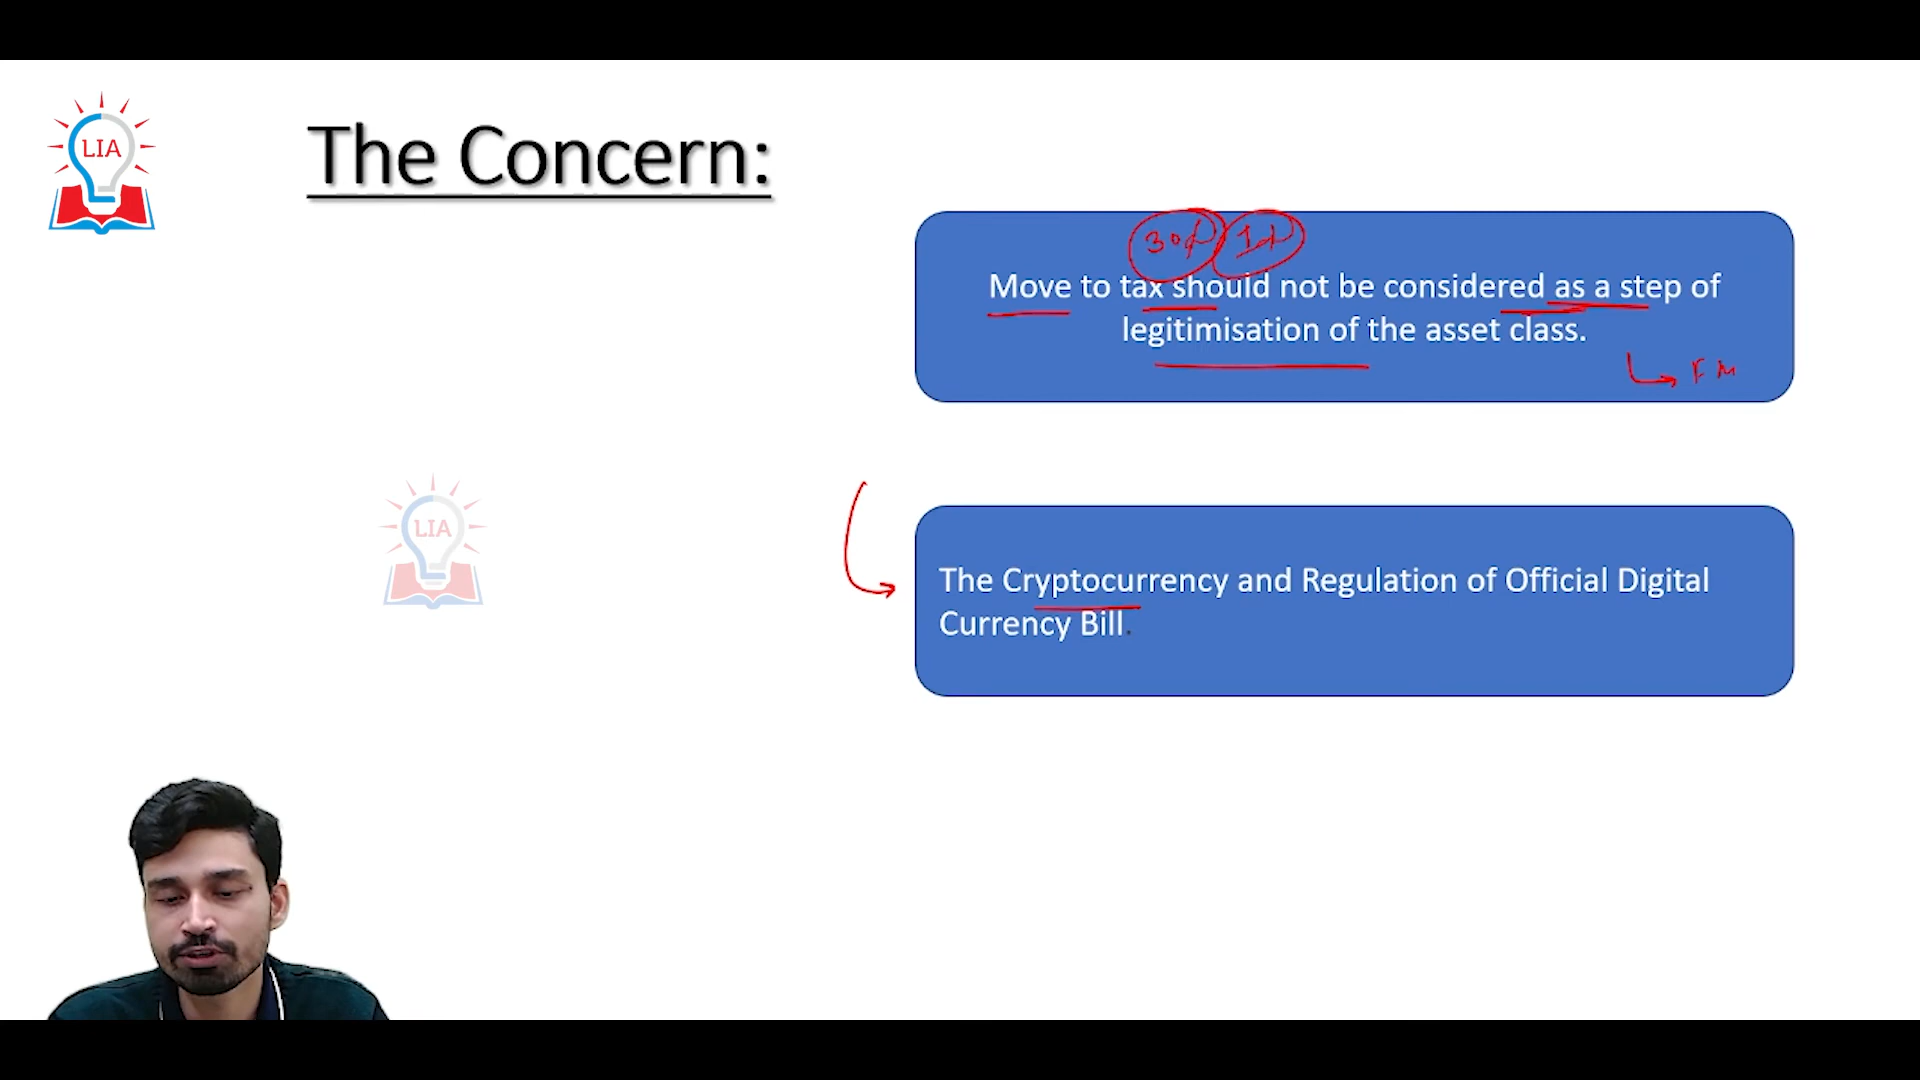 LIA
The Concern:
30% 1%
Move to tax should not be considered as a step of
legitimisation of the asset class.
FM
LIA
The Cryptocurrency and Regulation of Official Digital
Currency Bill.